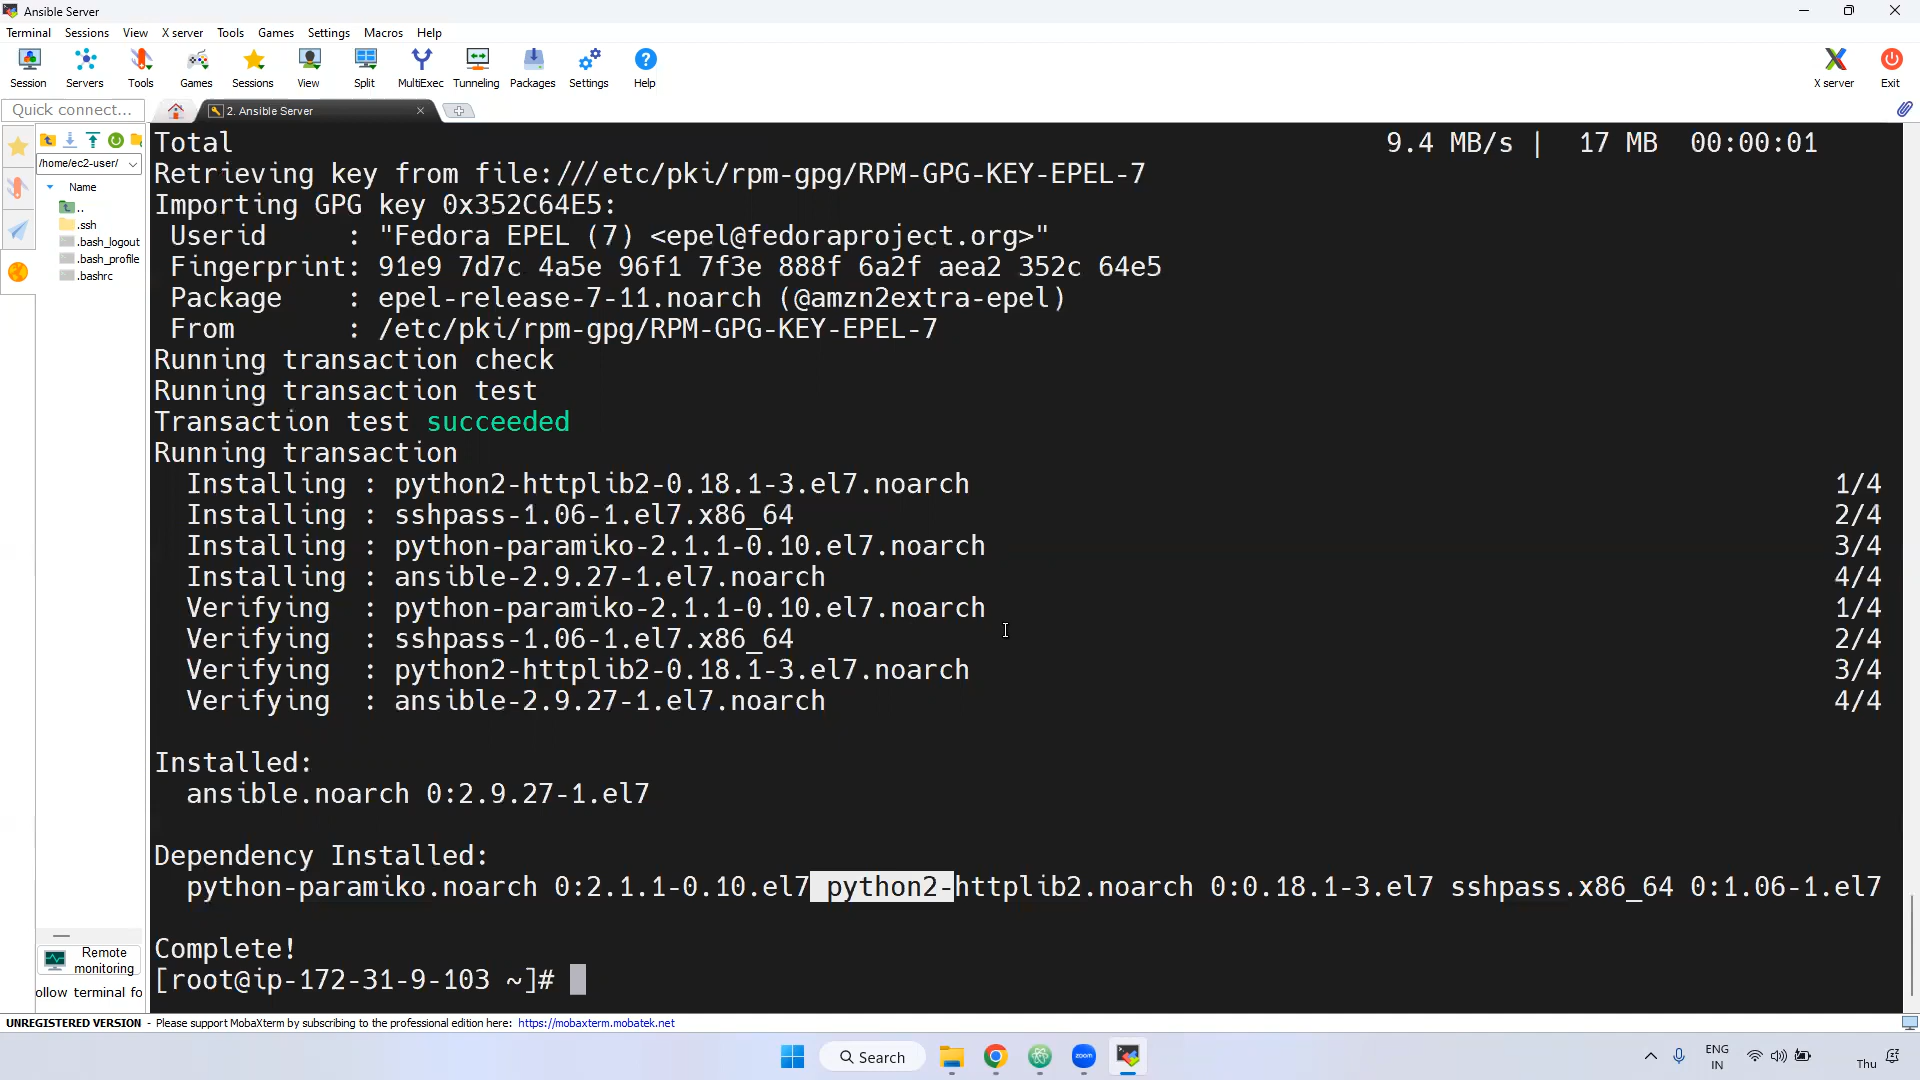 Ansible Server
Terminal Sessions View X server Tools Games Settings Macros Help
Session Servers Tools Games Sessions View Split MultiExec Tunneling Packages Settings Help X server Exit
Quick connect... 2. Ansible Server
/home/ec2-user/
Name
..
.ssh
.bash_logout
.bash_profile
.bashrc
Total 9.4 MB/s | 17 MB 00:00:01
Retrieving key from file:///etc/pki/rpm-gpg/RPM-GPG-KEY-EPEL-7
Importing GPG key 0x352C64E5:
Userid : "Fedora EPEL (7) <epel@fedoraproject.org>"
Fingerprint: 91e9 7d7c 4a5e 96f1 7f3e 888f 6a2f aea2 352c 64e5
Package : epel-release-7-11.noarch (@amzn2extra-epel)
From : /etc/pki/rpm-gpg/RPM-GPG-KEY-EPEL-7
Running transaction check
Running transaction test
Transaction test succeeded
Running transaction
Installing : python2-httplib2-0.18.1-3.el7.noarch 1/4
Installing : sshpass-1.06-1.el7.x86_64 2/4
Installing : python-paramiko-2.1.1-0.10.el7.noarch 3/4
Installing : ansible-2.9.27-1.el7.noarch 4/4
Verifying : python-paramiko-2.1.1-0.10.el7.noarch 1/4
Verifying : sshpass-1.06-1.el7.x86_64 2/4
Verifying : python2-httplib2-0.18.1-3.el7.noarch 3/4
Verifying : ansible-2.9.27-1.el7.noarch 4/4
Installed:
ansible.noarch 0:2.9.27-1.el7
Dependency Installed:
python-paramiko.noarch 0:2.1.1-0.10.el7 python2-httplib2.noarch 0:0.18.1-3.el7 sshpass.x86_64 0:1.06-1.el7
Complete!
[root@ip-172-31-9-103 ~]#
Remote
monitoring
ollow terminal fo
UNREGISTERED VERSION - Please support MobaXterm by subscribing to the professional edition here: https://mobaxterm.mobatek.net
Search
zoom
ENG
IN
Thu